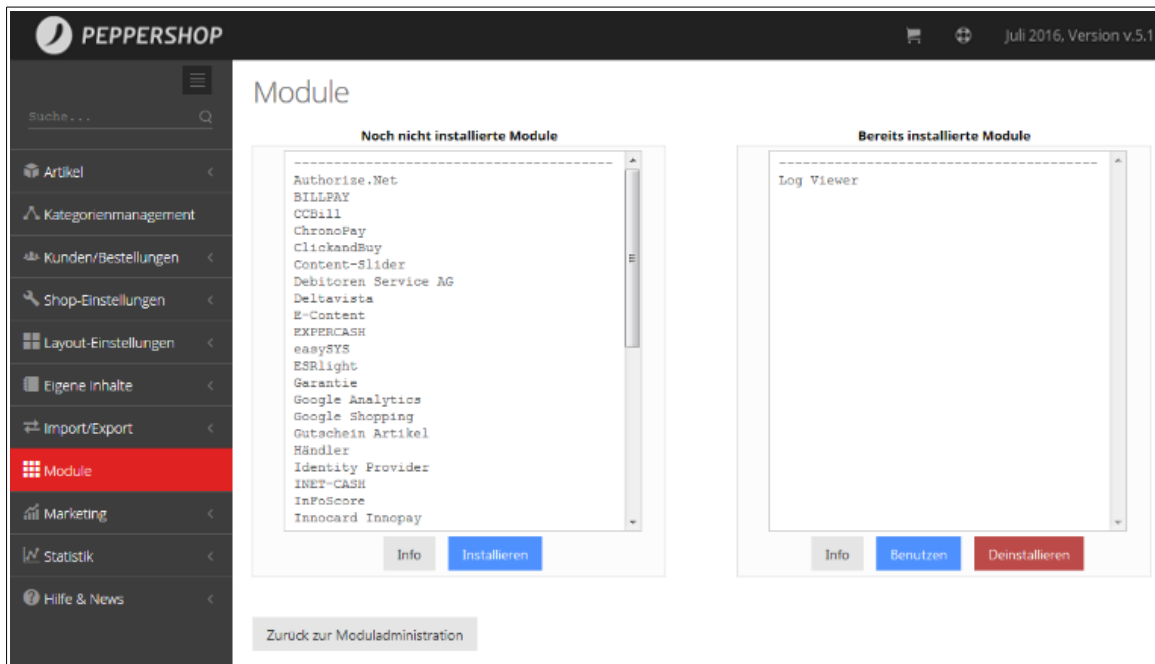 PEPPERSHOP
Juli 2016, Version v.5.1
Suche...
Artikel
Kategorienmanagement
Kunden/Bestellungen
Shop-Einstellungen
Layout-Einstellungen
Eigene Inhalte
Import/Export
Module
Marketing
Statistik
Hilfe & News
Module
Noch nicht installierte Module
----------------------------------------
Authorize.Net
BILLPAY
CCBill
ChronoPay
ClickandBuy
Content-Slider
Debitoren Service AG
Deltavista
E-Content
EXPERCASH
easySYS
ESRlight
Garantie
Google Analytics
Google Shopping
Gutschein Artikel
Händler
Identity Provider
INET-CASH
InFoScore
Innocard Innopay
Info
Installieren
Bereits installierte Module
----------------------------------------
Log Viewer
Info
Benutzen
Deinstallieren
Zurück zur Moduladministration